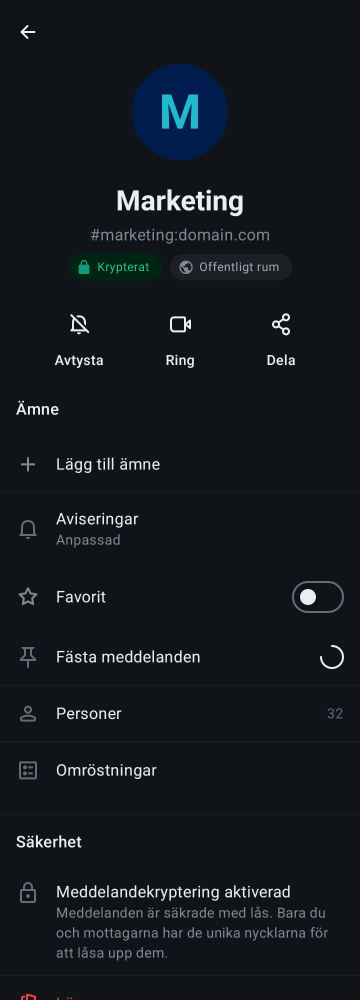 M
Marketing
#marketing:domain.com
Krypterat
Offentligt rum
Avtysta
Ring
Dela
Ämne
Lägg till ämne
Aviseringar
Anpassad
Favorit
Fästa meddelanden
Personer
32
Omröstningar
Säkerhet
Meddelandekryptering aktiverad
Meddelanden är säkrade med lås. Bara du
och mottagarna har de unika nycklarna för
att låsa upp dem.